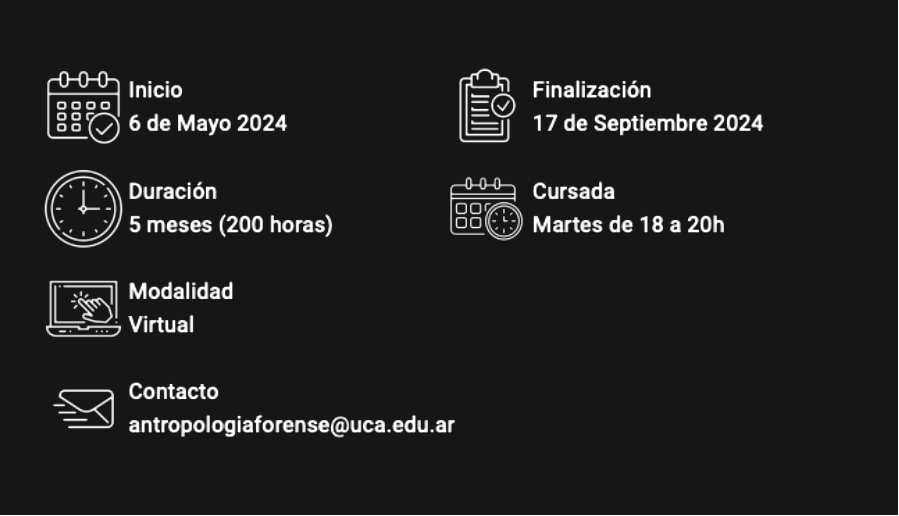 Inicio
6 de Mayo 2024
Finalización
17 de Septiembre 2024
Duración
5 meses (200 horas)
Cursada
Martes de 18 a 20h
Modalidad
Virtual
Contacto
antropologiaforense@uca.edu.ar